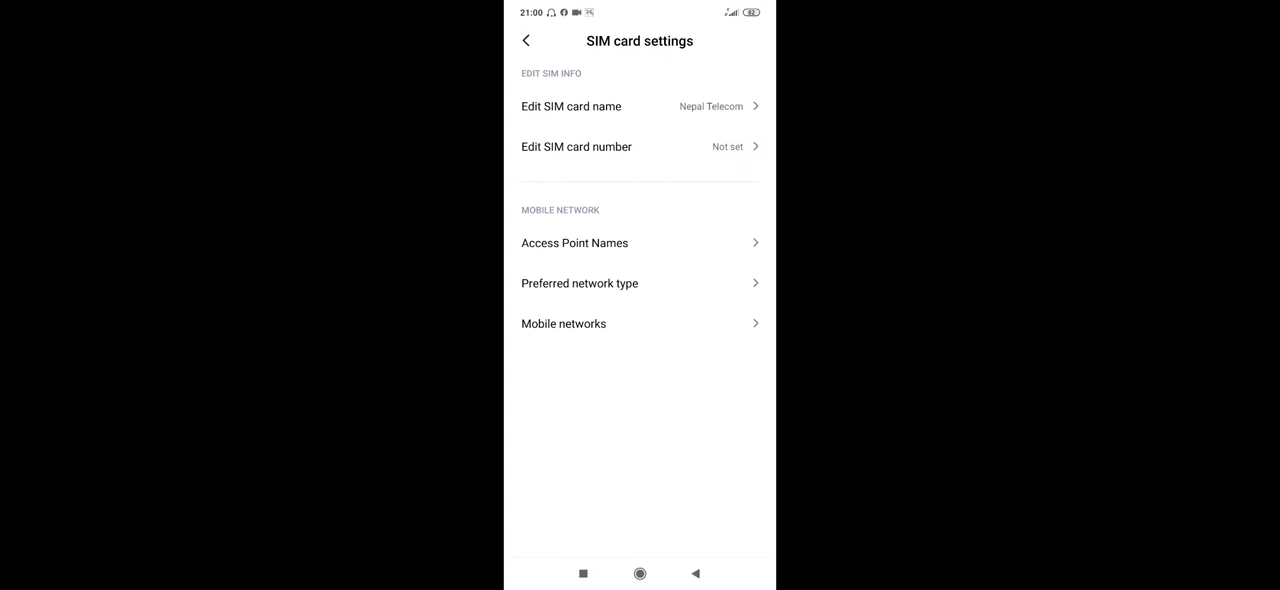 21:00 82
SIM card settings
EDIT SIM INFO
Edit SIM card name Nepal Telecom
Edit SIM card number Not set
MOBILE NETWORK
Access Point Names
Preferred network type
Mobile networks